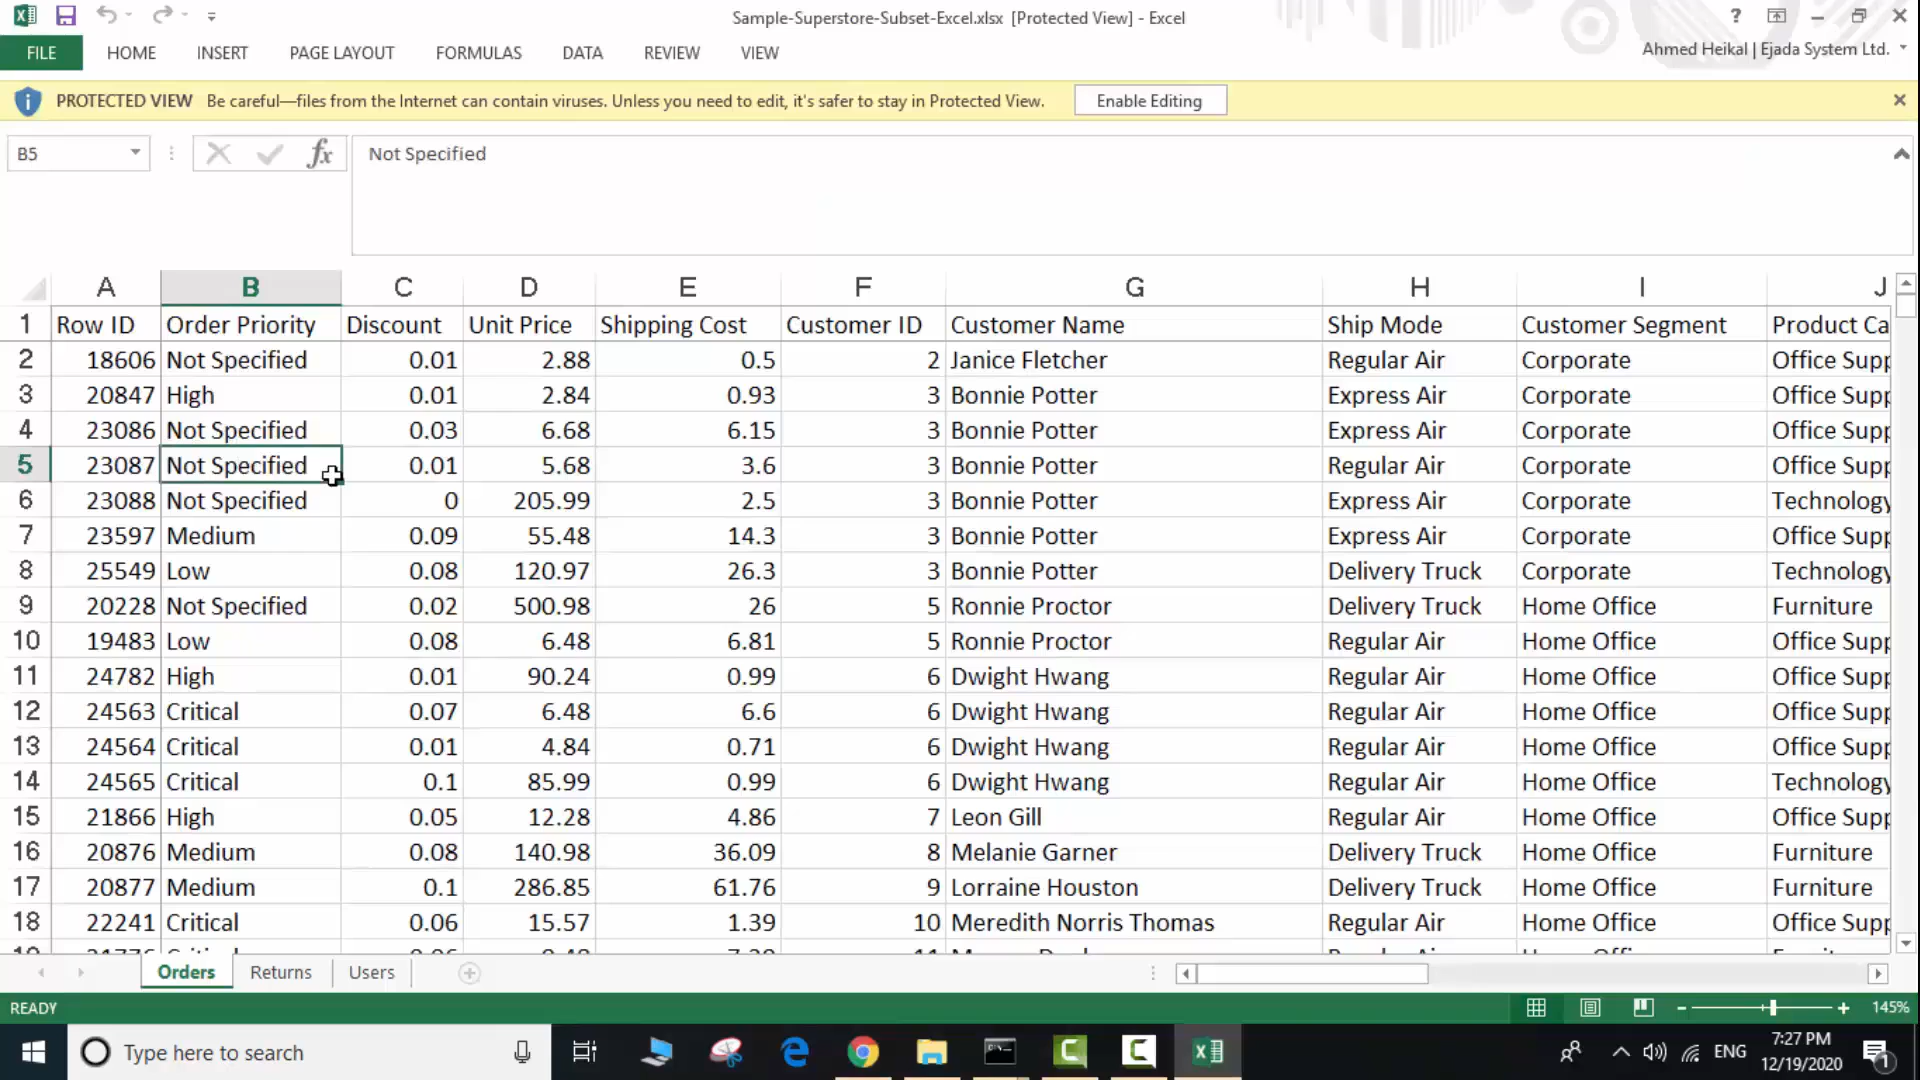 Sample-Superstore-Subset-Excel.xlsx [Protected View] - Excel
FILE HOME INSERT PAGE LAYOUT FORMULAS DATA REVIEW VIEW Ahmed Heikal | Ejada System Ltd.
PROTECTED VIEW Be careful—files from the Internet can contain viruses. Unless you need to edit, it's safer to stay in Protected View. Enable Editing
B5 fx Not Specified
A B C D E F G H I J
1 Row ID Order Priority Discount Unit Price Shipping Cost Customer ID Customer Name Ship Mode Customer Segment Product Ca
2 18606 Not Specified 0.01 2.88 0.5 2 Janice Fletcher Regular Air Corporate Office Supp
3 20847 High 0.01 2.84 0.93 3 Bonnie Potter Express Air Corporate Office Supp
4 23086 Not Specified 0.03 6.68 6.15 3 Bonnie Potter Express Air Corporate Office Supp
5 23087 Not Specified 0.01 5.68 3.6 3 Bonnie Potter Regular Air Corporate Office Supp
6 23088 Not Specified 0 205.99 2.5 3 Bonnie Potter Express Air Corporate Technology
7 23597 Medium 0.09 55.48 14.3 3 Bonnie Potter Express Air Corporate Office Supp
8 25549 Low 0.08 120.97 26.3 3 Bonnie Potter Delivery Truck Corporate Technology
9 20228 Not Specified 0.02 500.98 26 5 Ronnie Proctor Delivery Truck Home Office Furniture
10 19483 Low 0.08 6.48 6.81 5 Ronnie Proctor Regular Air Home Office Office Supp
11 24782 High 0.01 90.24 0.99 6 Dwight Hwang Regular Air Home Office Office Supp
12 24563 Critical 0.07 6.48 6.6 6 Dwight Hwang Regular Air Home Office Office Supp
13 24564 Critical 0.01 4.84 0.71 6 Dwight Hwang Regular Air Home Office Office Supp
14 24565 Critical 0.1 85.99 0.99 6 Dwight Hwang Regular Air Home Office Technology
15 21866 High 0.05 12.28 4.86 7 Leon Gill Regular Air Home Office Office Supp
16 20876 Medium 0.08 140.98 36.09 8 Melanie Garner Delivery Truck Home Office Furniture
17 20877 Medium 0.1 286.85 61.76 9 Lorraine Houston Delivery Truck Home Office Furniture
18 22241 Critical 0.06 15.57 1.39 10 Meredith Norris Thomas Regular Air Home Office Office Supp
Orders Returns Users
READY 145%
Type here to search ENG 7:27 PM
12/19/2020 1